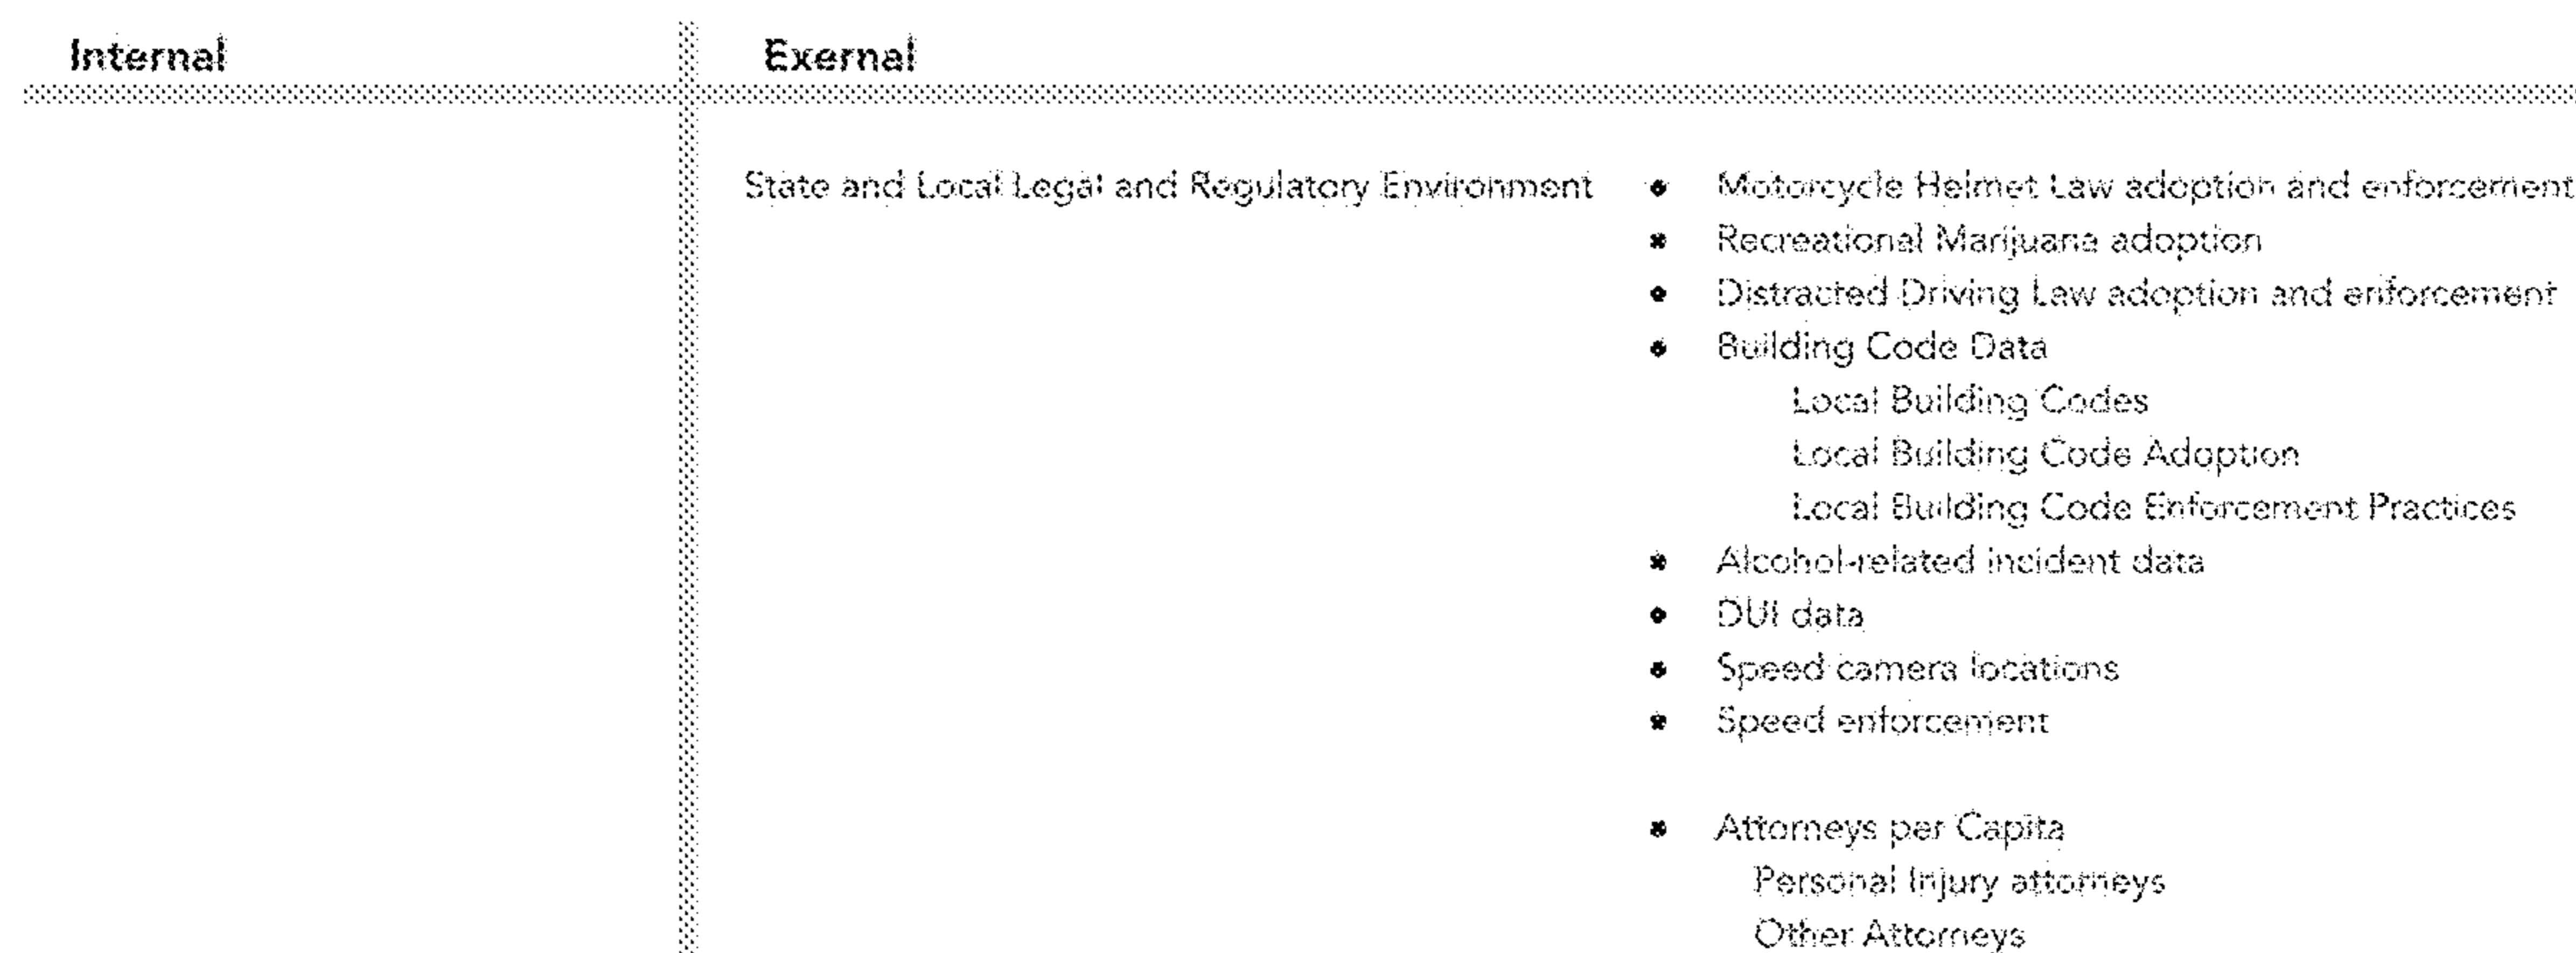 Internal
Exernal
State and Local Legal and Regulatory Environment
• Motorcycle Helmet Law adoption and enforcement
• Recreational Marijuana adoption
• Distracted Driving Law adoption and enforcement
• Building Code Data
Local Building Codes
Local Building Code Adoption
Local Building Code Enforcement Practices
• Alcohol-related incident data
• DUI data
• Speed camera locations
• Speed enforcement
• Attorneys per Capita
Personal Injury attorneys
Other Attorneys